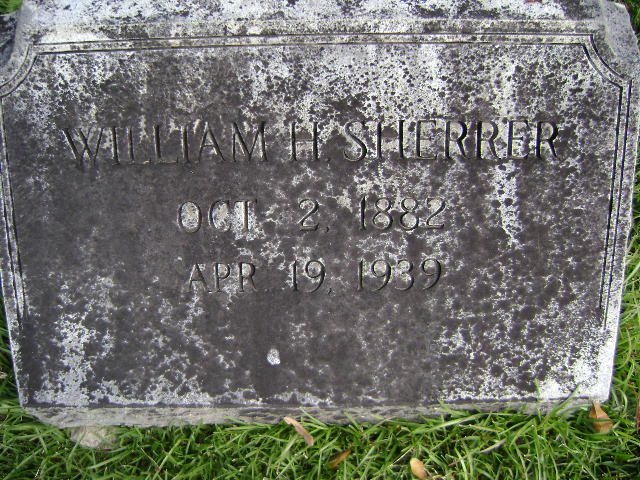 WILLIAM H. SHERRER
OCT. 2, 1882
APR. 19, 1939